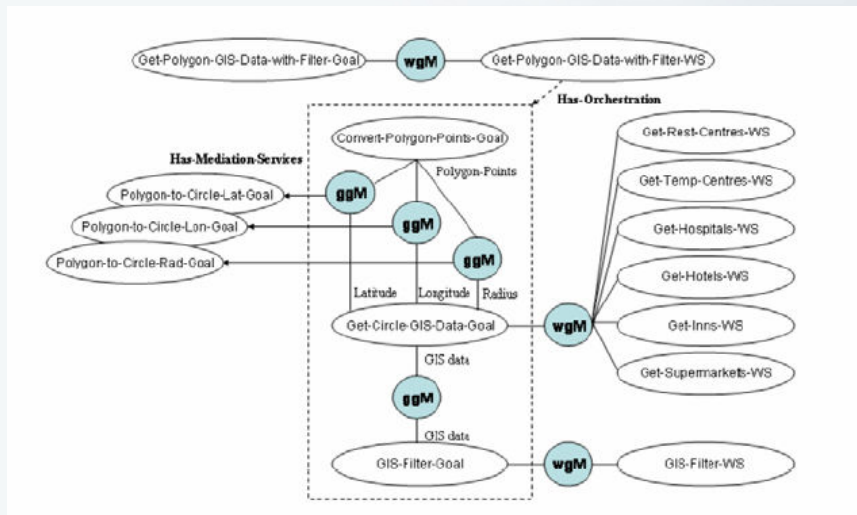 Get-Polygon-GIS-Data-with-Filter-Goal
wgM
Get-Polygon-GIS-Data-with-Filter-WS
Has-Orchestration
Convert-Polygon-Points-Goal
Get-Rest-Centres-WS
Has-Mediation-Services
Polygon-Points
Polygon-to-Circle-Lat-Goal
ggM
Get-Temp-Centres-WS
Polygon-to-Circle-Lon-Goal
ggM
Get-Hospitals-WS
Polygon-to-Circle-Rad-Goal
ggM
Get-Hotels-WS
Latitude
Longitude
Radius
Get-Circle-GIS-Data-Goal
wgM
Get-Inns-WS
GIS data
Get-Supermarkets-WS
ggM
GIS data
GIS-Filter-Goal
wgM
GIS-Filter-WS